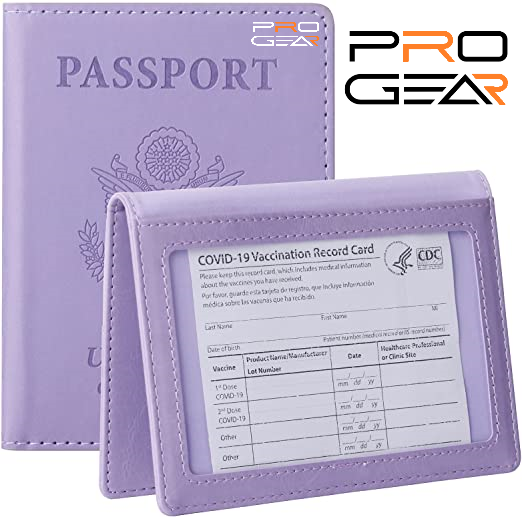 PRO
GEAR
PRO
GEAR
PASSPORT
COVID-19 Vaccination Record Card
Please keep this record card, which includes medical information
about the vaccines you have received.
Por favor, guarde esta tarjeta de registro, que incluye información
médica sobre las vacunas que ha recibido.
CDC
Last Name First Name MI
Date of birth Patient number (medical record or IIS record number)
Vaccine Product Name/Manufacturer Lot Number Date Healthcare Professional or Clinic Site
1st Dose COVID-19 mm dd yy
2nd Dose COVID-19 mm dd yy
Other mm dd yy
Other mm dd yy